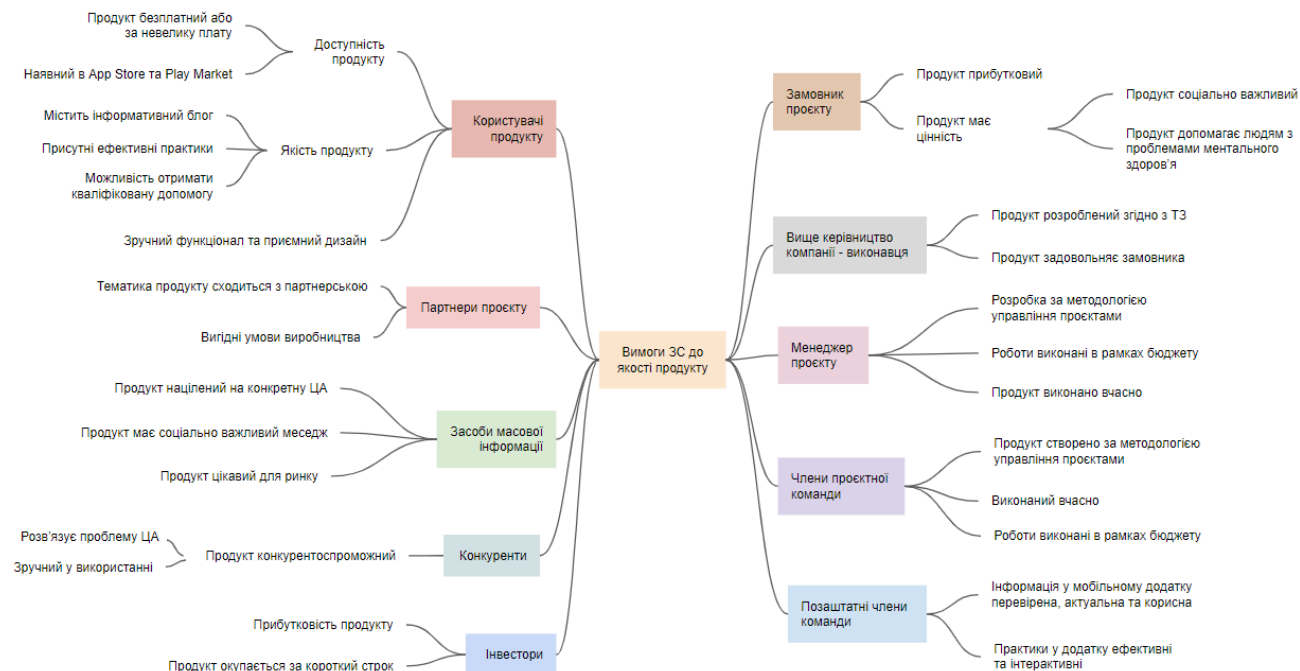 Продукт безплатний або
за невелику плату
Доступність
продукту
Наявний в App Store та Play Market
Містить інформативний блог
Присутні ефективні практики
Якість продукту
Можливість отримати
кваліфіковану допомогу
Зручний функціонал та приємний дизайн
Користувачі
продукту
Тематика продукту сходиться з партнерською
Вигідні умови виробництва
Партнери проєкту
Продукт націлений на конкретну ЦА
Продукт має соціально важливий меседж
Продукт цікавий для ринку
Засоби масової
інформації
Розв'язує проблему ЦА
Зручний у використанні
Продукт конкурентоспроможний
Конкуренти
Прибутковість продукту
Продукт окупається за короткий строк
Інвестори
Вимоги ЗС до
якості продукту
Замовник
проєкту
Продукт прибутковий
Продукт має
цінність
Продукт соціально важливий
Продукт допомагає людям з
проблемами ментального
здоров'я
Вище керівництво
компанії - виконавця
Продукт розроблений згідно з ТЗ
Продукт задовольняє замовника
Менеджер
проєкту
Розробка за методологією
управління проєктами
Роботи виконані в рамках бюджету
Продукт виконано вчасно
Члени проєктної
команди
Продукт створено за методологією
управління проєктами
Виконаний вчасно
Роботи виконані в рамках бюджету
Позаштатні члени
команди
Інформація у мобільному додатку
перевірена, актуальна та корисна
Практики у додатку ефективні
та інтерактивні